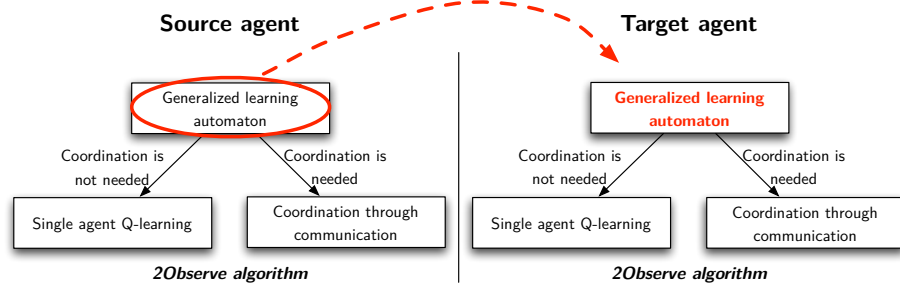 Source agent
Generalized learning
automaton
Coordination is
not needed
Coordination is
needed
Single agent Q-learning
Coordination through
communication
2Observe algorithm
Target agent
Generalized learning
automaton
Coordination is
not needed
Coordination is
needed
Single agent Q-learning
Coordination through
communication
2Observe algorithm